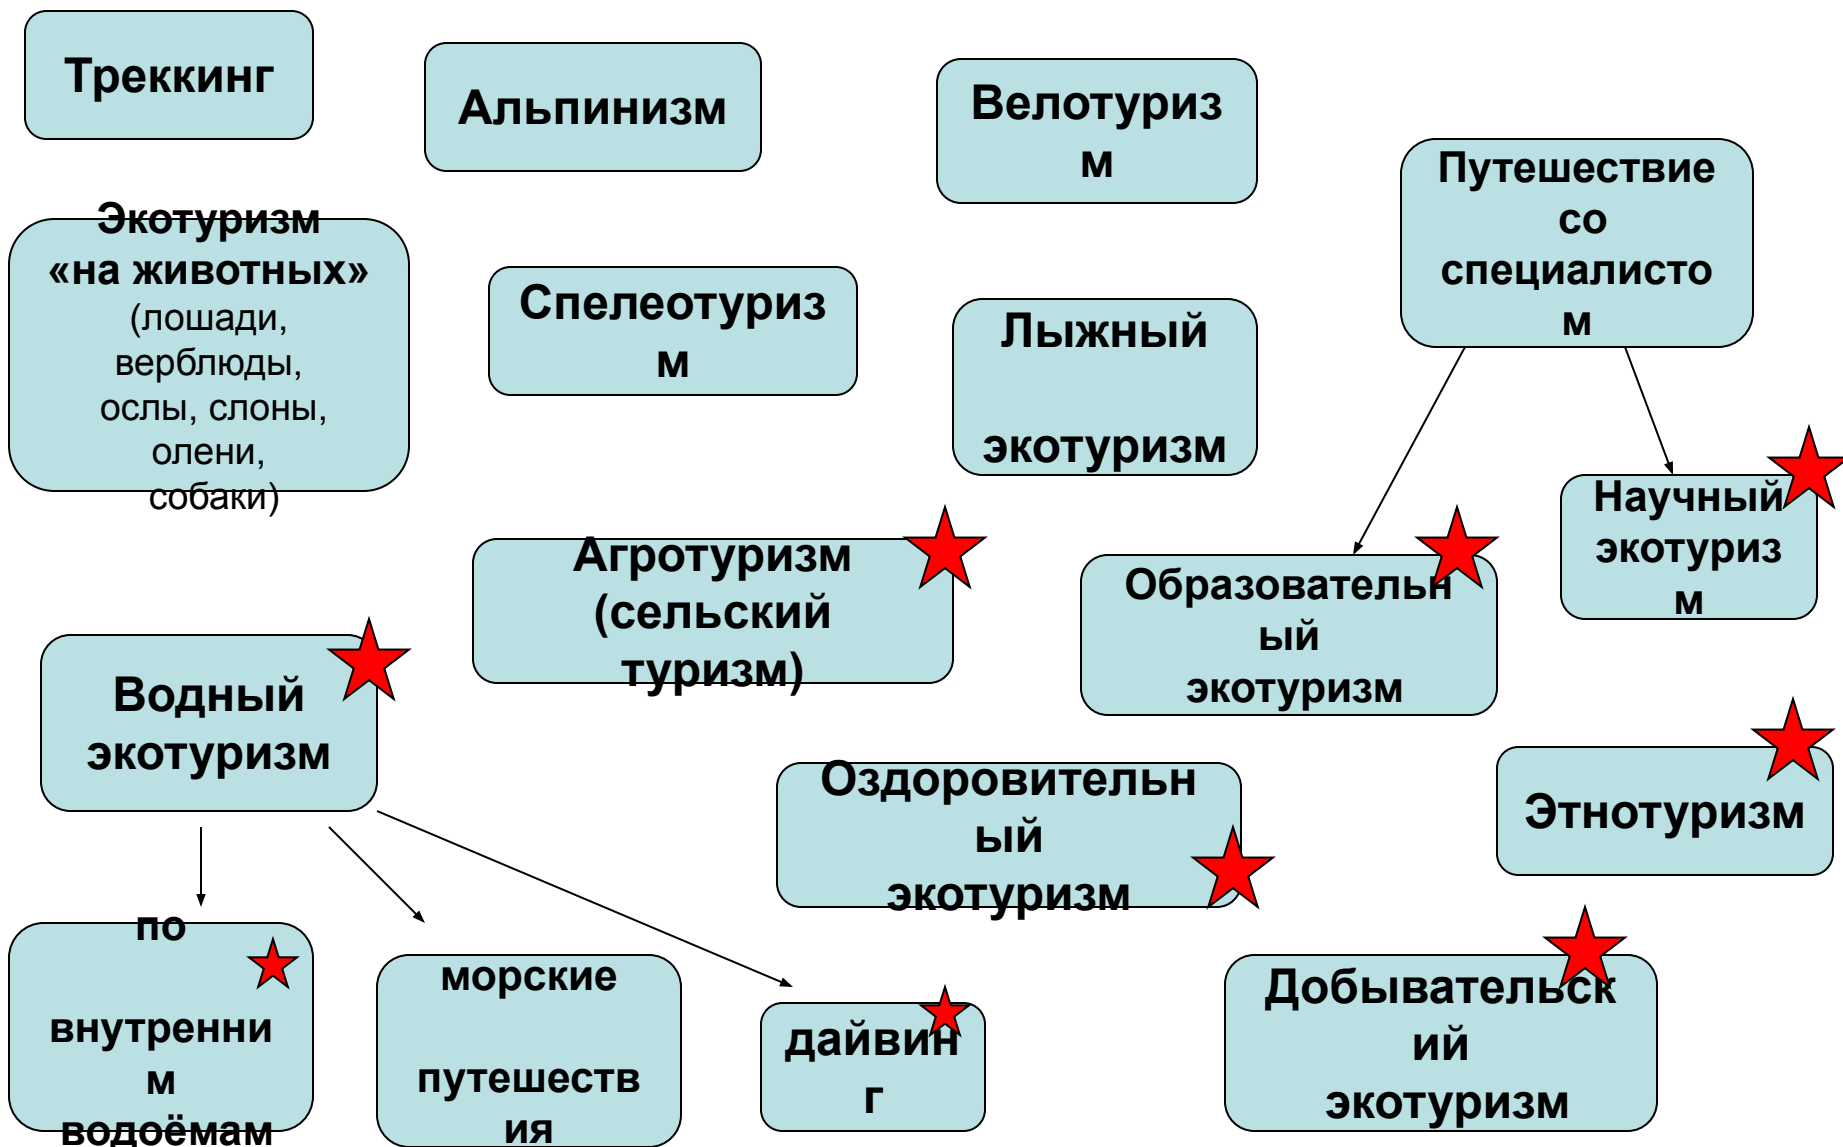 Треккинг
Альпинизм
Велотуриз
м
Путешествие
со
специалисто
м
Экотуризм
«на животных»
(лошади,
верблюды,
ослы, слоны,
олени,
собаки)
Спелеотуриз
м
Лыжный
экотуризм
Научный
экотуриз
м
Агротуризм
(сельский
туризм)
Образовательн
ый
экотуризм
Водный
экотуризм
Оздоровительн
ый
экотуризм
Этнотуризм
по
внутренни
м
водоёмам
морские
путешеств
ия
дайвин
г
Добывательск
ий
экотуризм